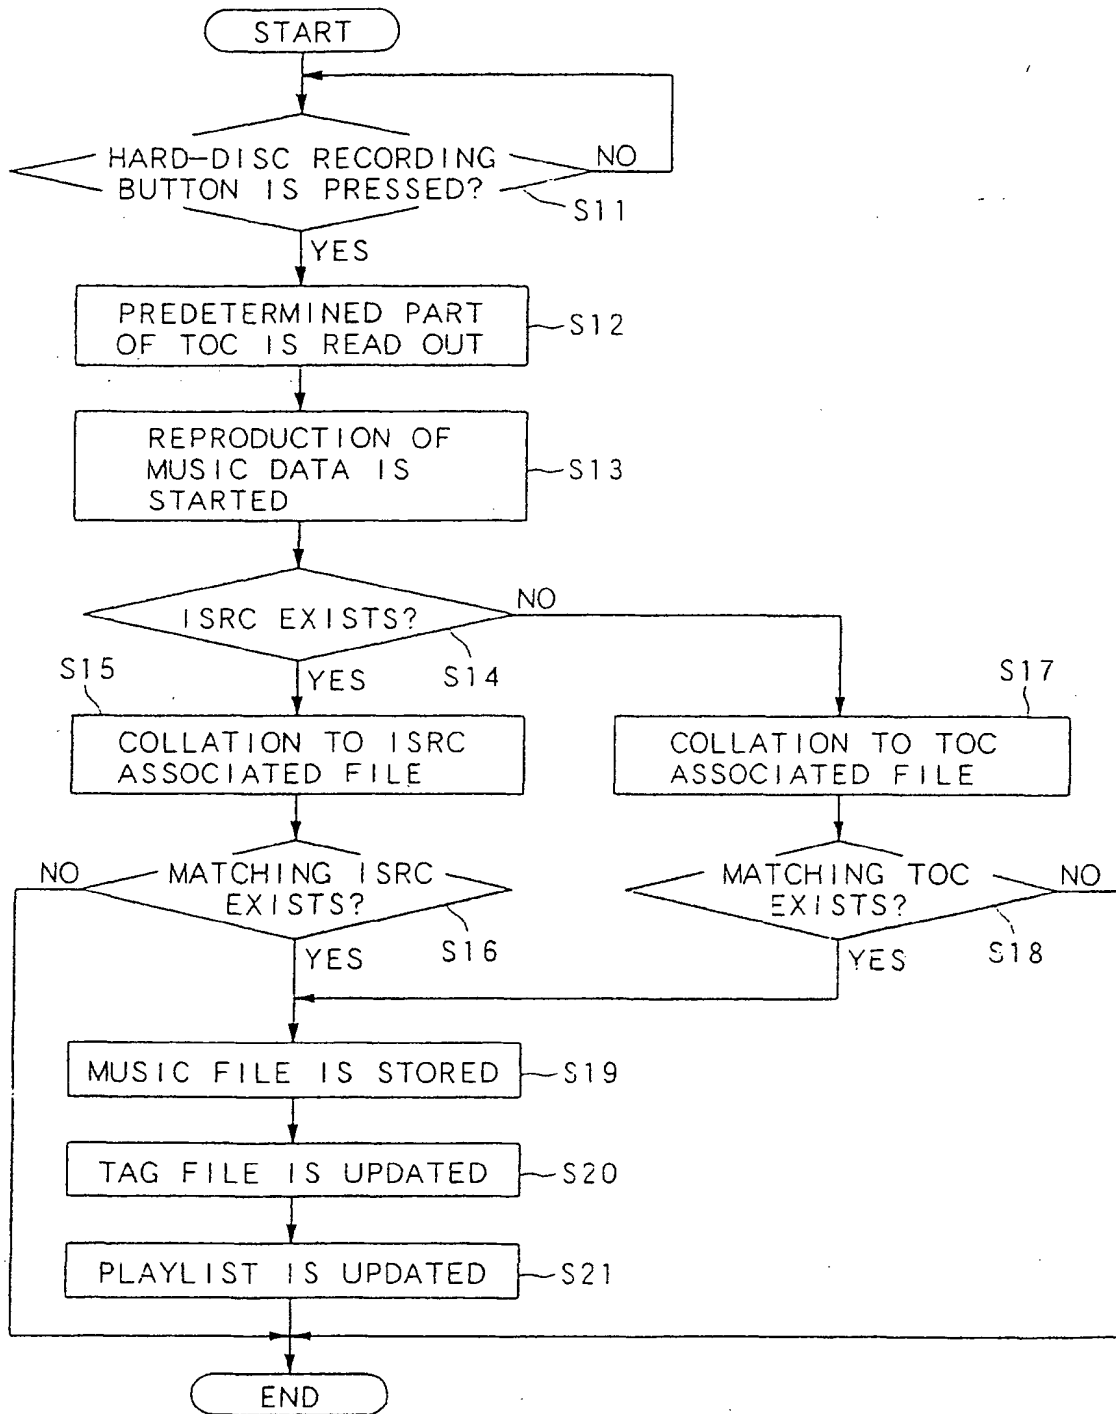 START
HARD-DISC RECORDING
BUTTON IS PRESSED?
NO
S11
YES
PREDETERMINED PART
OF TOC IS READ OUT
S12
REPRODUCTION OF
MUSIC DATA IS
STARTED
S13
ISRC EXISTS?
NO
S14
YES
S15
COLLATION TO ISRC
ASSOCIATED FILE
S17
COLLATION TO TOC
ASSOCIATED FILE
NO
MATCHING ISRC
EXISTS?
S16
YES
MATCHING TOC
EXISTS?
NO
S18
YES
MUSIC FILE IS STORED
S19
TAG FILE IS UPDATED
S20
PLAYLIST IS UPDATED
S21
END